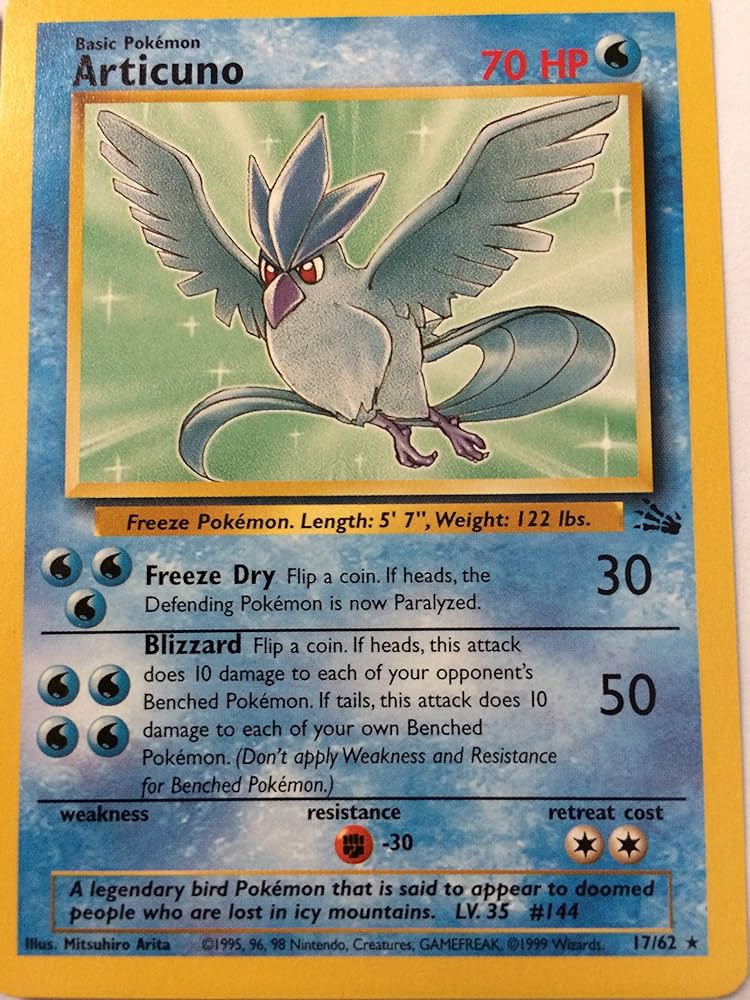 Basic Pokémon
Articuno 70 HP
Freeze Pokémon. Length: 5' 7", Weight: 122 lbs.
Freeze Dry Flip a coin. If heads, the 30
Defending Pokémon is now Paralyzed.
Blizzard Flip a coin. If heads, this attack
does 10 damage to each of your opponent's
Benched Pokémon. If tails, this attack does 10 50
damage to each of your own Benched
Pokémon. (Don't apply Weakness and Resistance
for Benched Pokémon.)
weakness resistance retreat cost
-30
A legendary bird Pokémon that is said to appear to doomed
people who are lost in icy mountains. LV. 35 #144
Illus. Mitsuhiro Arita ©1995, 96, 98 Nintendo, Creatures, GAMEFREAK. ©1999 Wizards. 17/62 ★